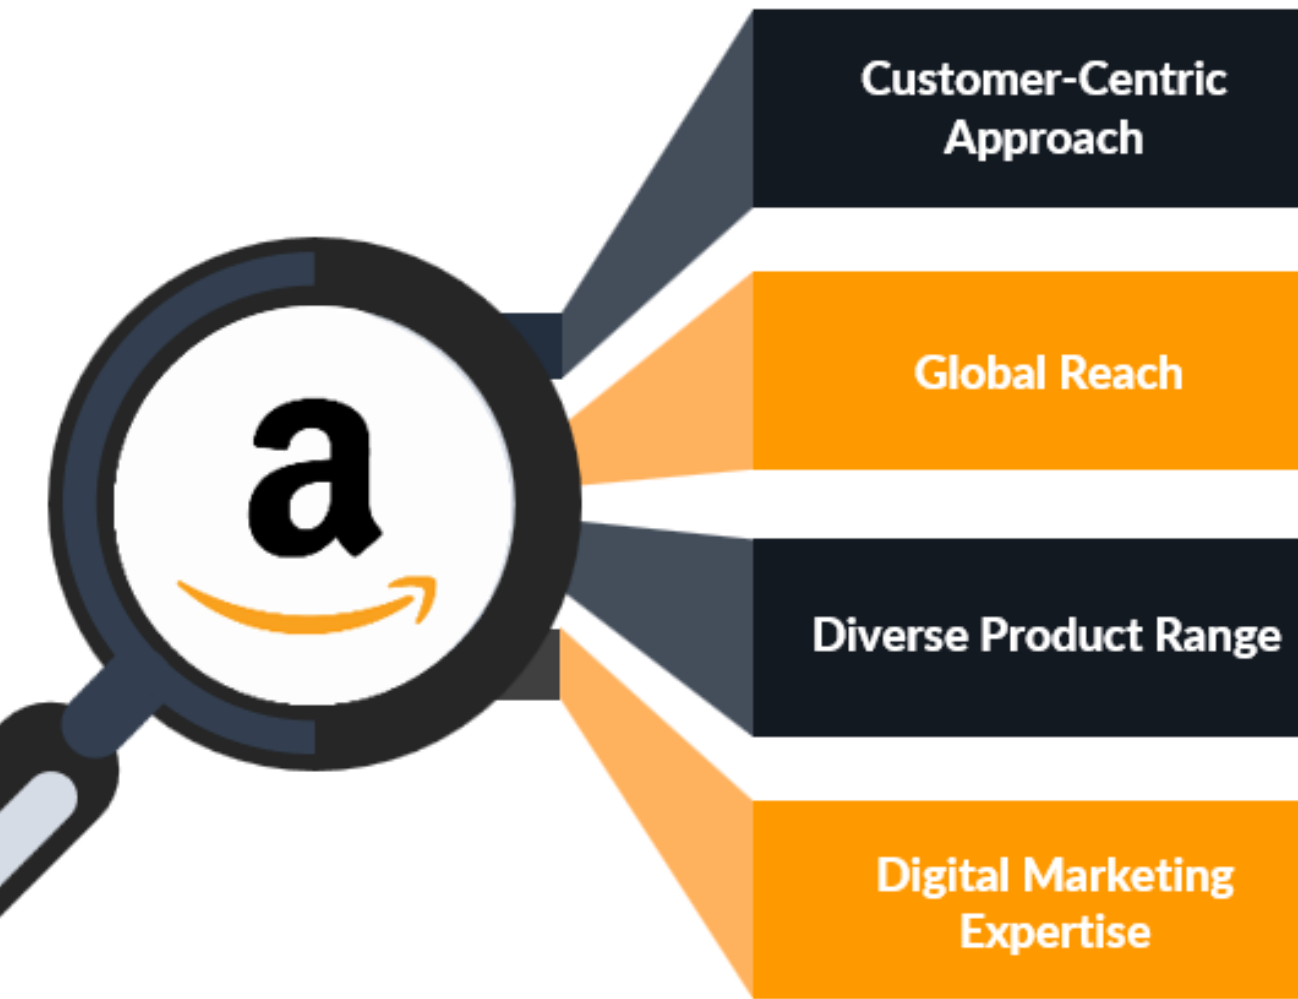 a
Customer-Centric
Approach
Global Reach
Diverse Product Range
Digital Marketing
Expertise